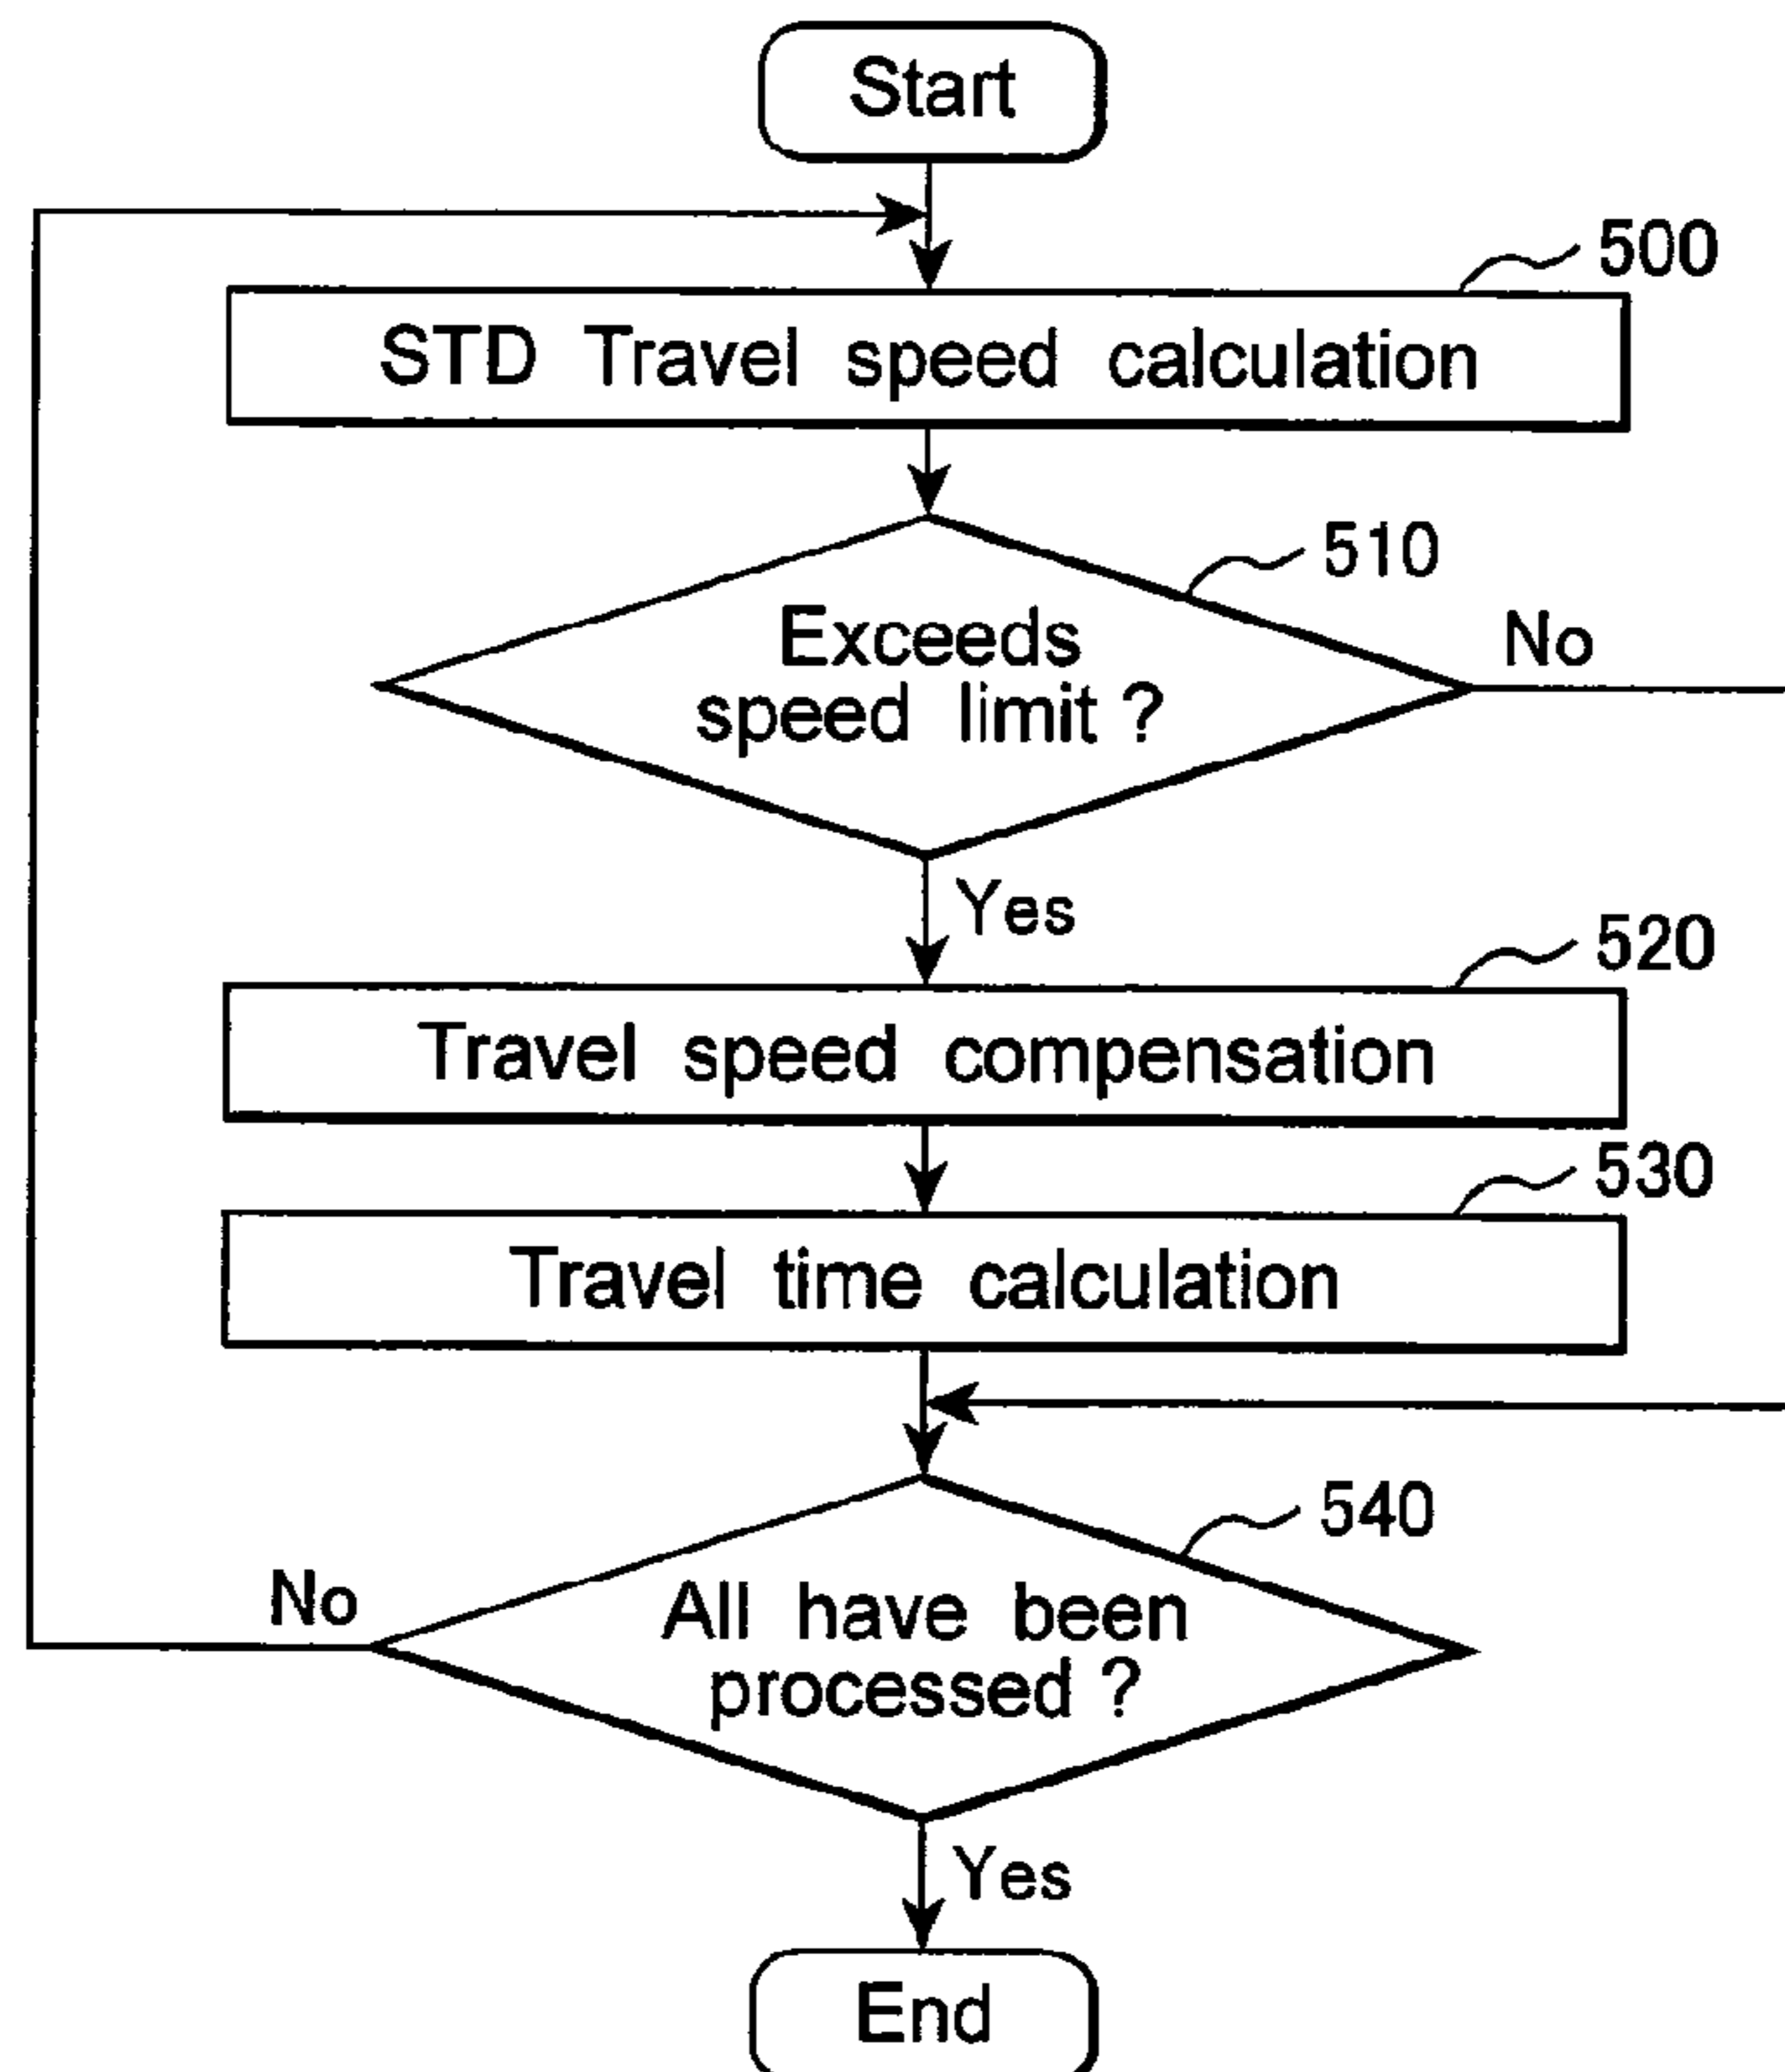 Start
500
STD Travel speed calculation
510
Exceeds
speed limit ?
No
Yes
520
Travel speed compensation
530
Travel time calculation
540
All have been
processed ?
No
Yes
End